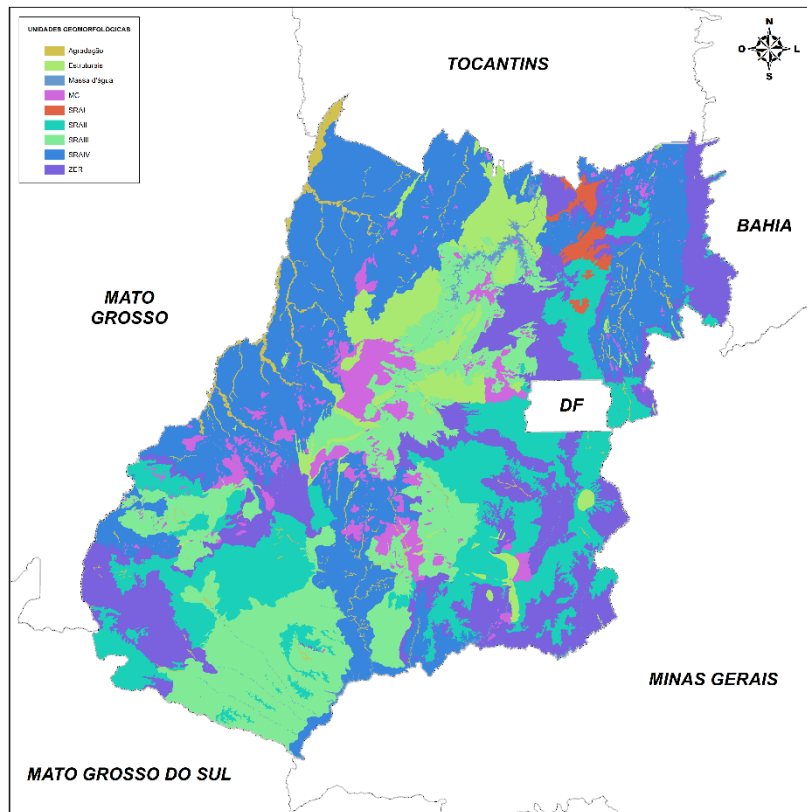 UNIDADES GEOMORFOLÓGICAS
Agradação
Estruturais
Massa d'água
MC
SRAI
SRAII
SRAIII
SRAIV
ZER
N
O
L
S
TOCANTINS
BAHIA
MATO
GROSSO
DF
MINAS GERAIS
MATO GROSSO DO SUL